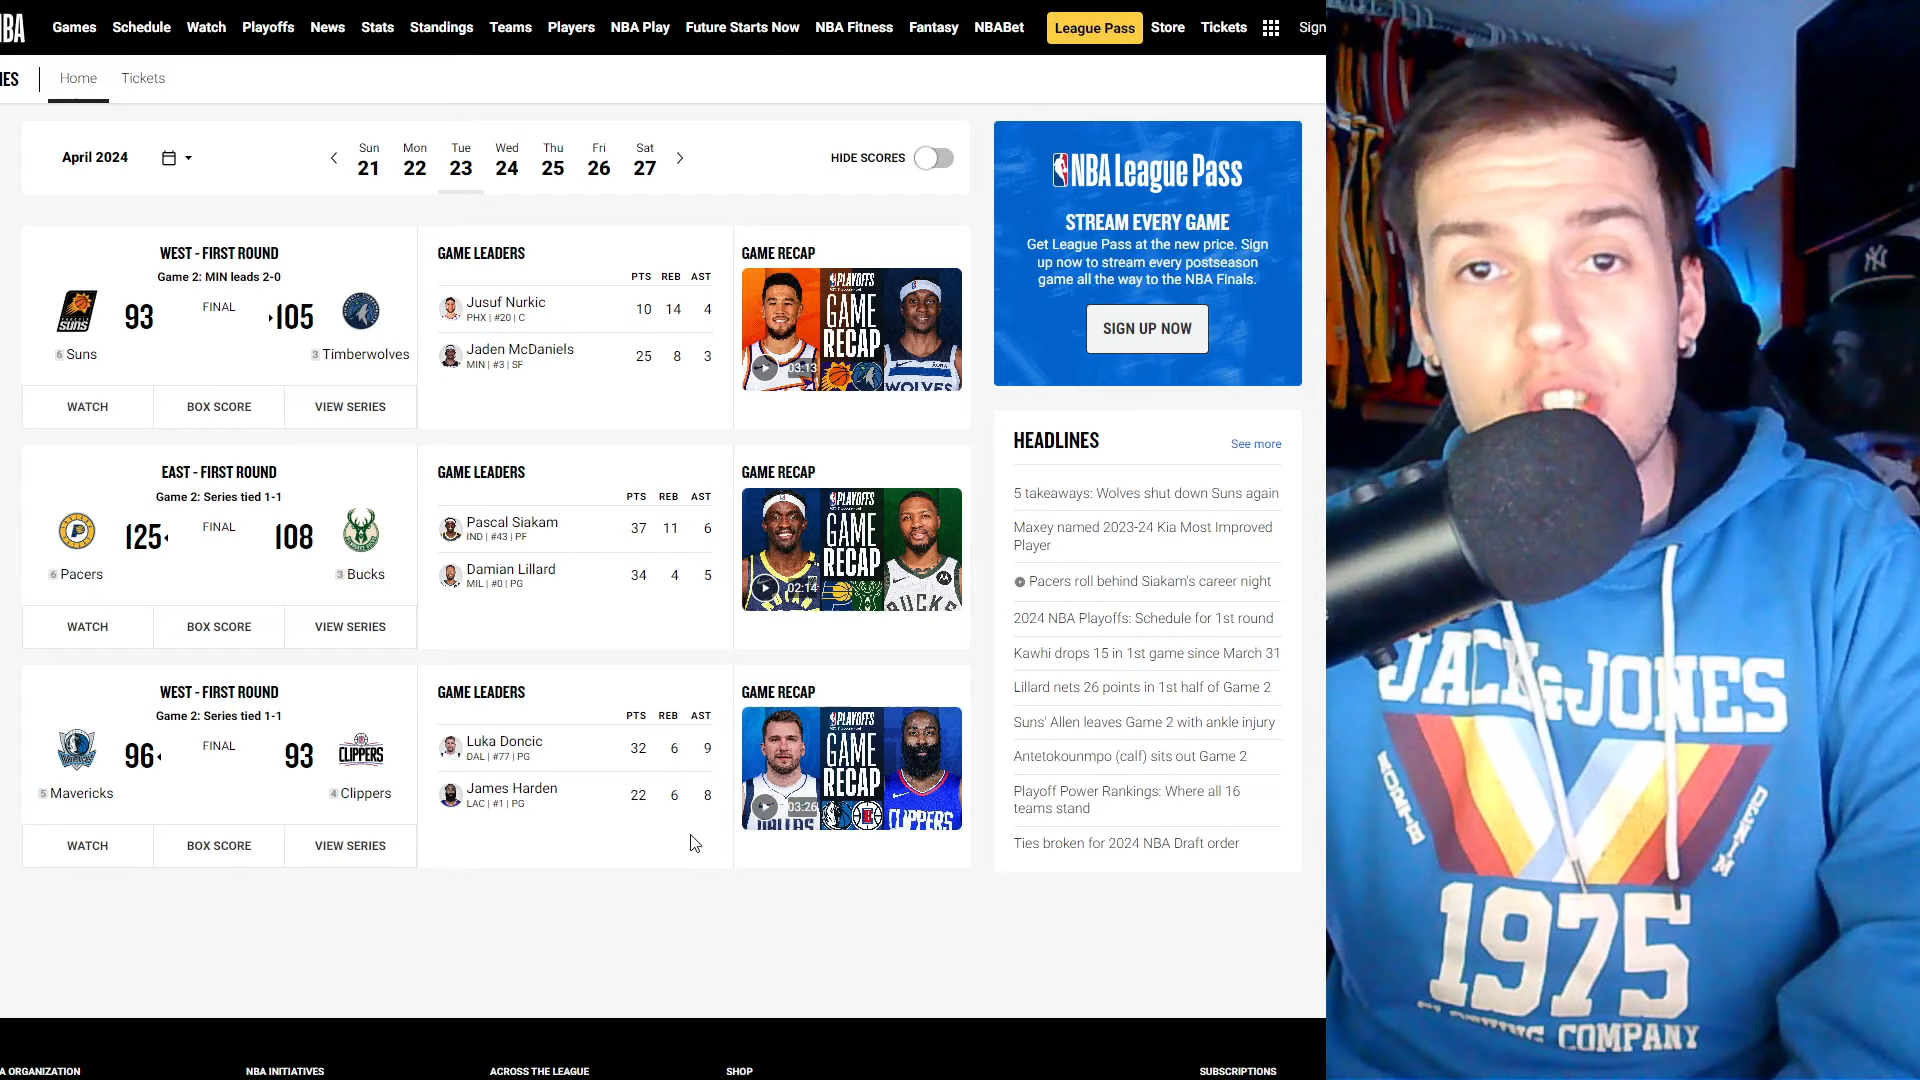 NBA
Games Schedule Watch Playoffs News Stats Standings Teams Players NBA Play Future Starts Now NBA Fitness Fantasy NBABet League Pass Store Tickets Sign
IES Home Tickets
April 2024
Sun Mon Tue Wed Thu Fri Sat
21 22 23 24 25 26 27
HIDE SCORES
WEST - FIRST ROUND
Game 2: MIN leads 2-0
SUNS
93 FINAL 105
6 Suns 3 Timberwolves
WATCH BOX SCORE VIEW SERIES
GAME LEADERS
PTS REB AST
Jusuf Nurkic 10 14 4
PHX | #20 | C
Jaden McDaniels 25 8 3
MIN | #3 | SF
GAME RECAP
PLAYOFFS
GAME
RECAP
03:13
WOLVES
EAST - FIRST ROUND
Game 2: Series tied 1-1
125 FINAL 108
6 Pacers 3 Bucks
WATCH BOX SCORE VIEW SERIES
GAME LEADERS
PTS REB AST
Pascal Siakam 37 11 6
IND | #43 | PF
Damian Lillard 34 4 5
MIL | #0 | PG
GAME RECAP
PLAYOFFS
GAME
RECAP
02:14
BUCKS
WEST - FIRST ROUND
Game 2: Series tied 1-1
96 FINAL 93
CLIPPERS
5 Mavericks 4 Clippers
WATCH BOX SCORE VIEW SERIES
GAME LEADERS
PTS REB AST
Luka Doncic 32 6 9
DAL | #77 | PG
James Harden 22 6 8
LAC | #1 | PG
GAME RECAP
PLAYOFFS
GAME
RECAP
03:26
DALLAS
CLIPPERS
NBA League Pass
STREAM EVERY GAME
Get League Pass at the new price. Sign
up now to stream every postseason
game all the way to the NBA Finals.
SIGN UP NOW
HEADLINES See more
5 takeaways: Wolves shut down Suns again
Maxey named 2023-24 Kia Most Improved
Player
Pacers roll behind Siakam's career night
2024 NBA Playoffs: Schedule for 1st round
Kawhi drops 15 in 1st game since March 31
Lillard nets 26 points in 1st half of Game 2
Suns' Allen leaves Game 2 with ankle injury
Antetokounmpo (calf) sits out Game 2
Playoff Power Rankings: Where all 16
teams stand
Ties broken for 2024 NBA Draft order
A ORGANIZATION NBA INITIATIVES ACROSS THE LEAGUE SHOP SUBSCRIPTIONS
JACK & JONES
NORTH
DENIM
1975
CLOTHING COMPANY